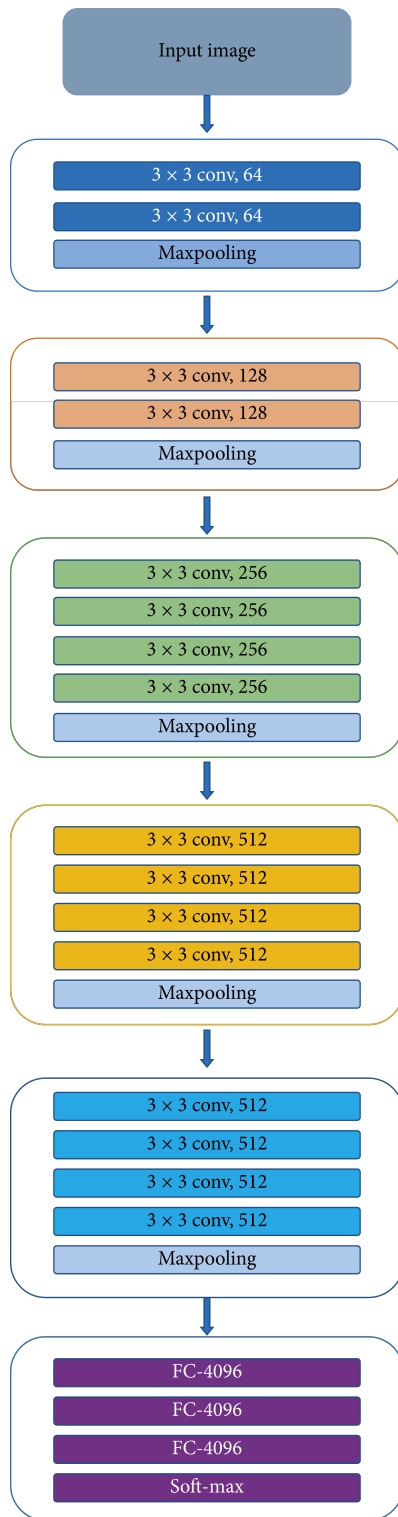 Input image
3 × 3 conv, 64
3 × 3 conv, 64
Maxpooling
3 × 3 conv, 128
3 × 3 conv, 128
Maxpooling
3 × 3 conv, 256
3 × 3 conv, 256
3 × 3 conv, 256
3 × 3 conv, 256
Maxpooling
3 × 3 conv, 512
3 × 3 conv, 512
3 × 3 conv, 512
3 × 3 conv, 512
Maxpooling
3 × 3 conv, 512
3 × 3 conv, 512
3 × 3 conv, 512
3 × 3 conv, 512
Maxpooling
FC-4096
FC-4096
FC-4096
Soft-max